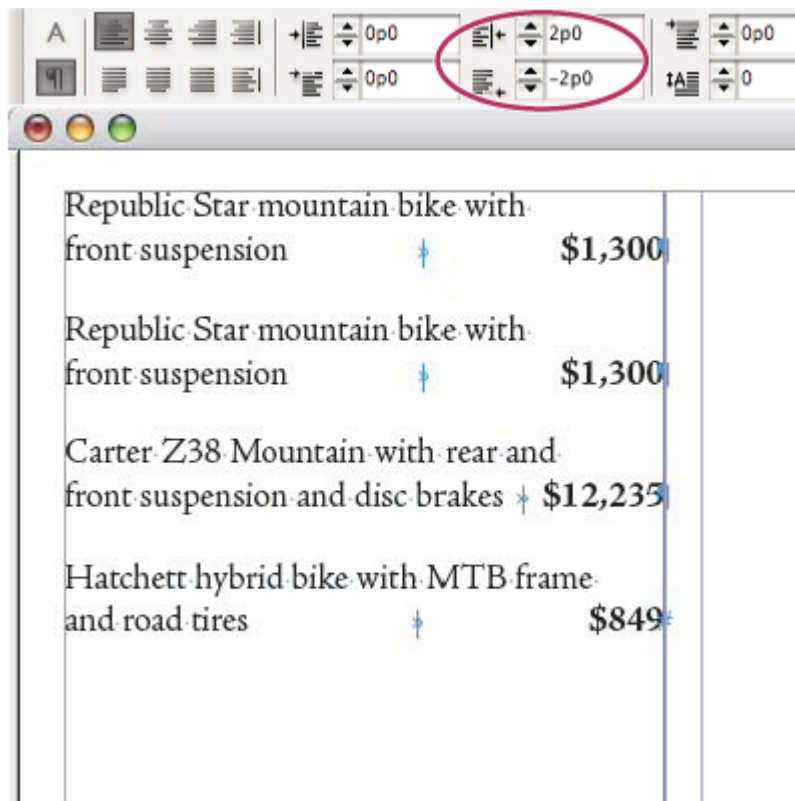 A 0p0 2p0 0p0
¶ 0p0 -2p0 A 0
Republic Star mountain bike with
front suspension » $1,300¶
Republic Star mountain bike with
front suspension » $1,300¶
Carter Z38 Mountain with rear and
front suspension and disc brakes » $12,235¶
Hatchett hybrid bike with MTB frame
and road tires » $849#